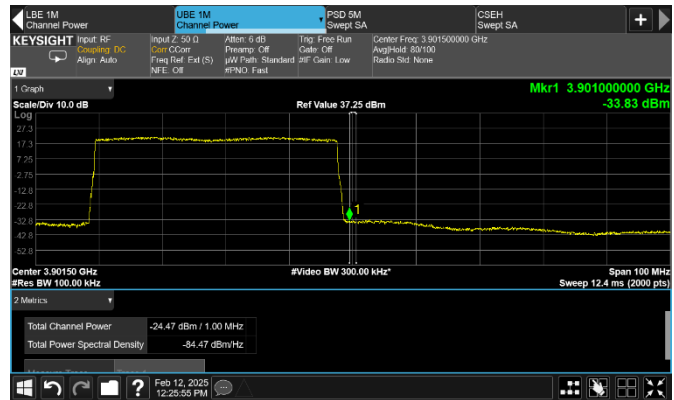 LBE 1M
Channel Power
UBE 1M
Channel Power
PSD 5M
Swept SA
CSEH
Swept SA
KEYSIGHT
Input: RF
Coupling: DC
Align: Auto
Input Z: 50 Ω
Corr CCorr
Freq Ref: Ext (S)
NFE: Off
Atten: 6 dB
Preamp: Off
µW Path: Standard
#PNO: Fast
Trig: Free Run
Gate: Off
#IF Gain: Low
Center Freq: 3.901500000 GHz
Avg|Hold: 80/100
Radio Std: None
LXI
1 Graph
Mkr1 3.901000000 GHz
Scale/Div 10.0 dB
Ref Value 37.25 dBm
-33.83 dBm
Log
27.3
17.3
7.25
-2.75
-12.8
-22.8
-32.8
-42.8
-52.8
1
Center 3.90150 GHz
#Video BW 300.00 kHz*
Span 100 MHz
#Res BW 100.00 kHz
Sweep 12.4 ms (2000 pts)
2 Metrics
Total Channel Power -24.47 dBm / 1.00 MHz
Total Power Spectral Density -84.47 dBm/Hz
?
Feb 12, 2025
12:25:55 PM